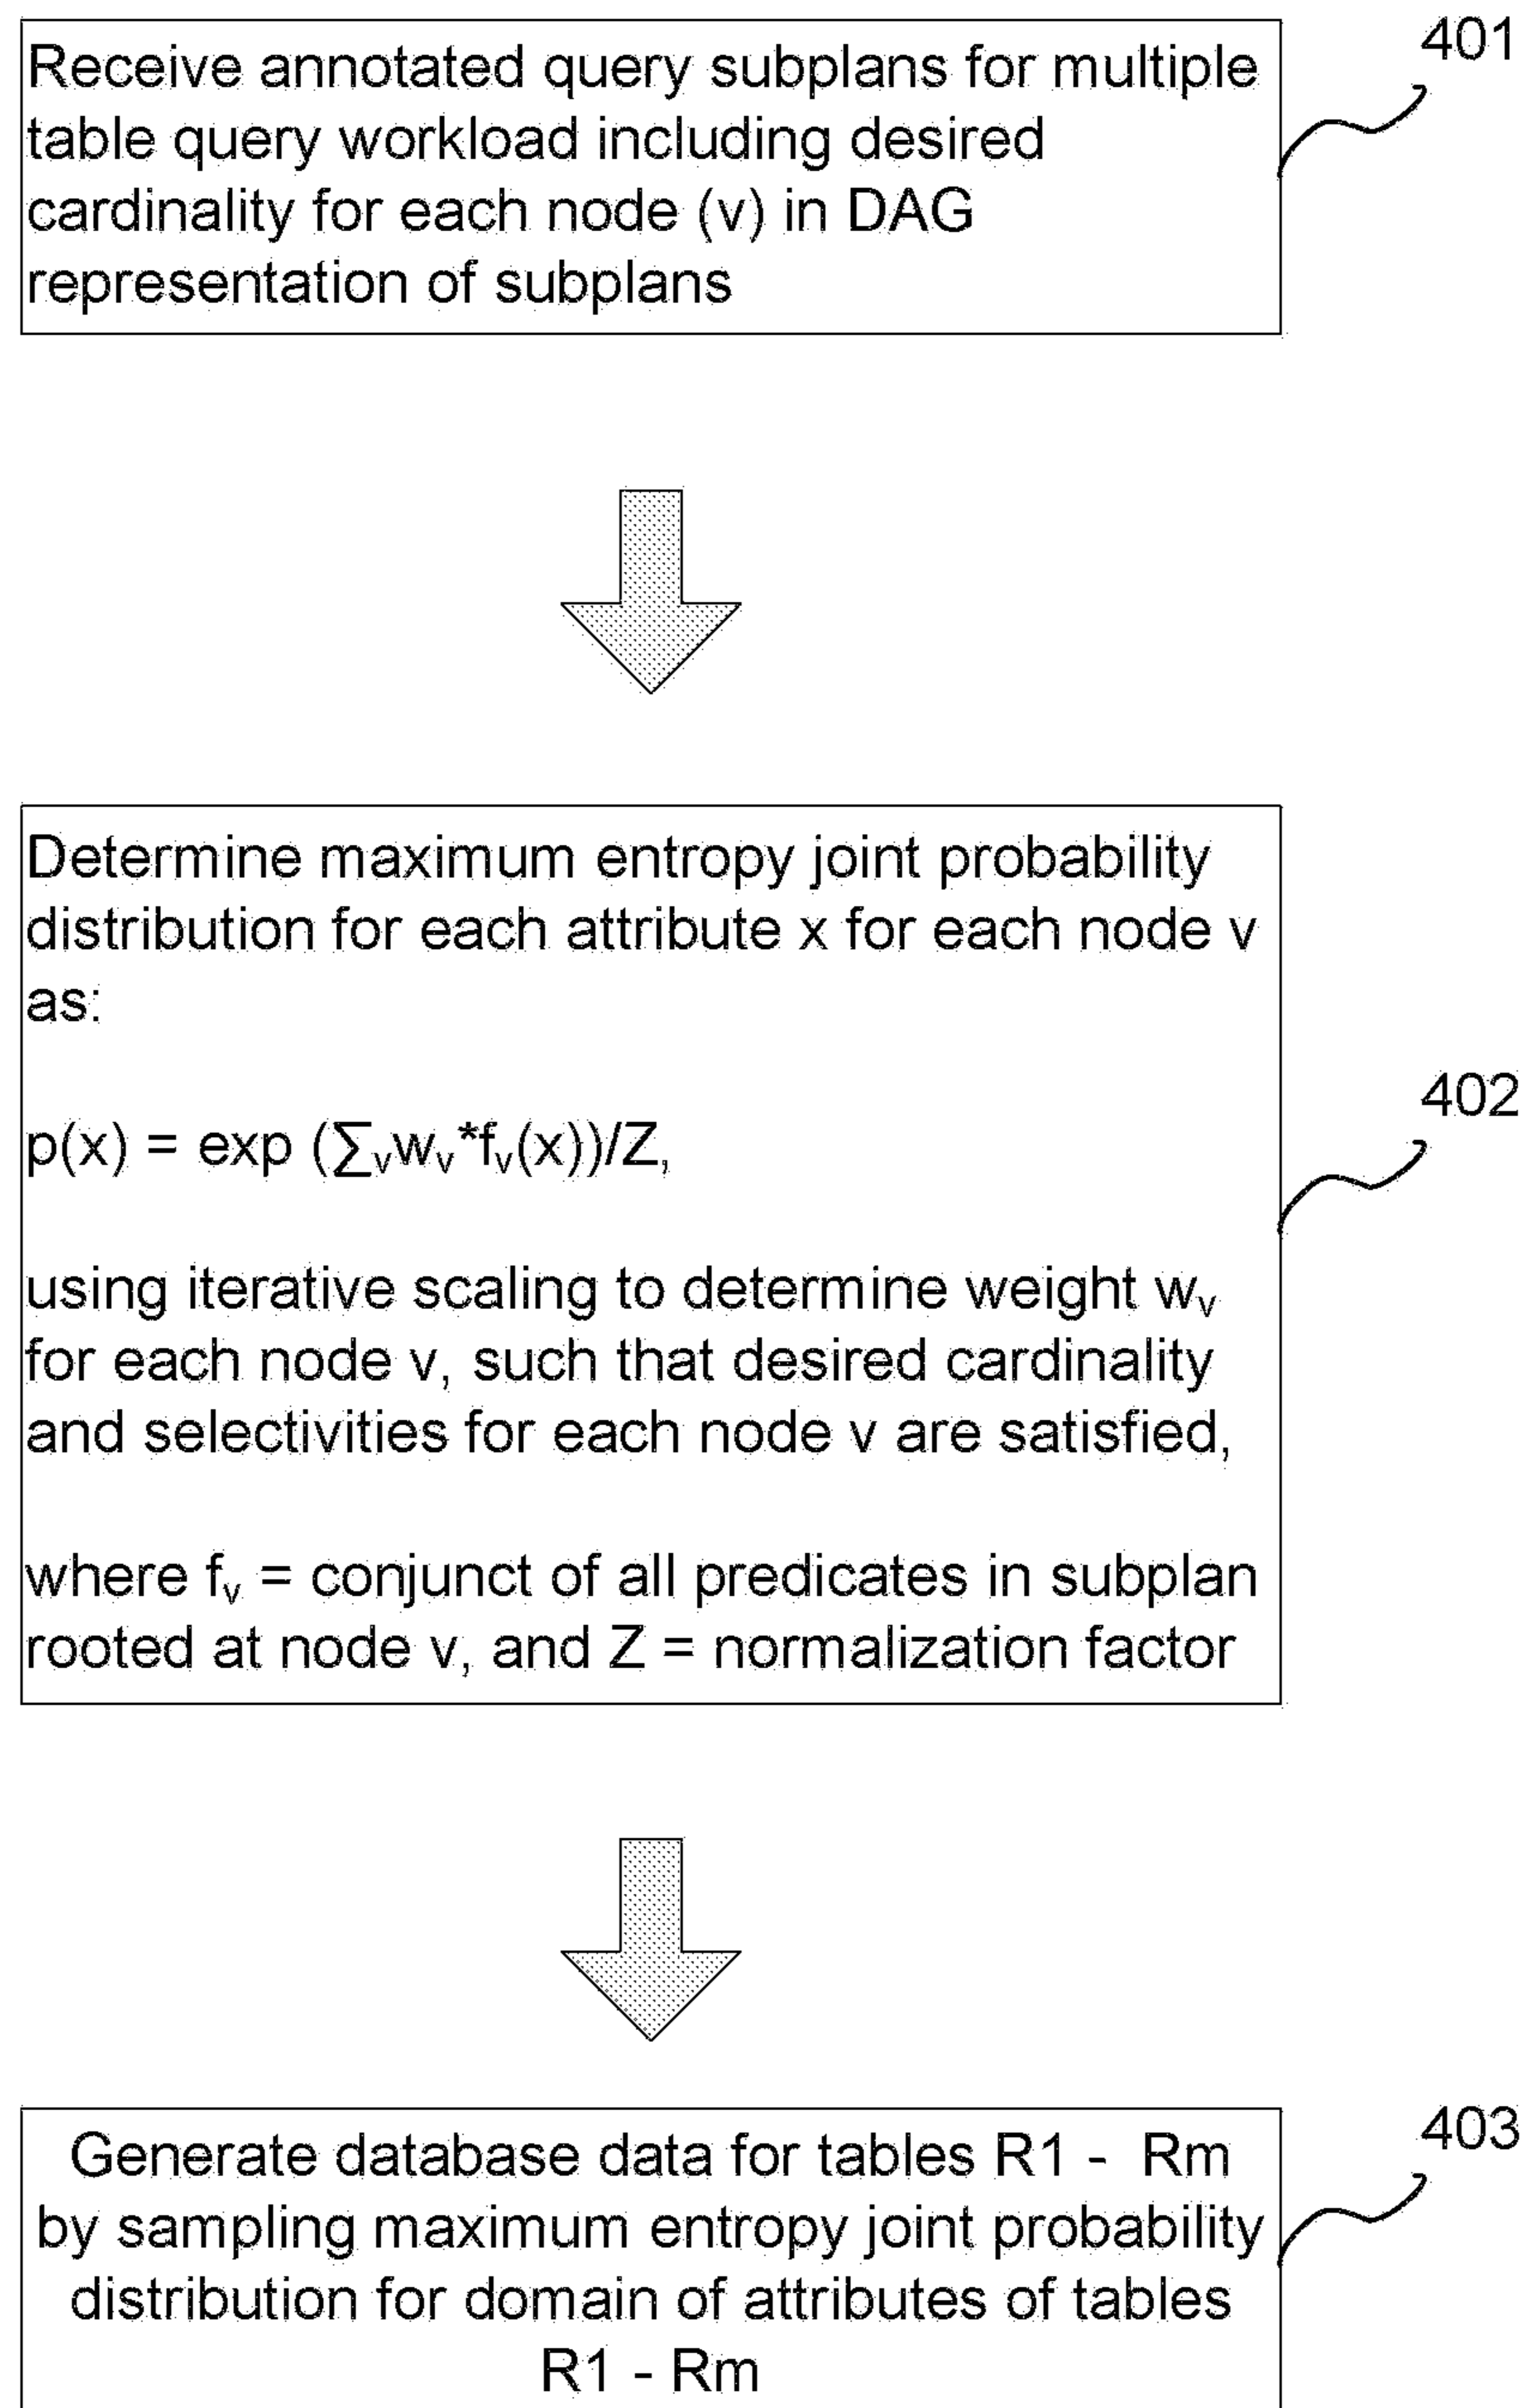 401
Receive annotated query subplans for multiple
table query workload including desired
cardinality for each node (v) in DAG
representation of subplans
Determine maximum entropy joint probability
distribution for each attribute x for each node v
as:
p(x) = exp (∑ᵥwᵥ*fᵥ(x))/Z,
402
using iterative scaling to determine weight wᵥ
for each node v, such that desired cardinality
and selectivities for each node v are satisfied,
where fᵥ = conjunct of all predicates in subplan
rooted at node v, and Z = normalization factor
403
Generate database data for tables R1 - Rm
by sampling maximum entropy joint probability
distribution for domain of attributes of tables
R1 - Rm